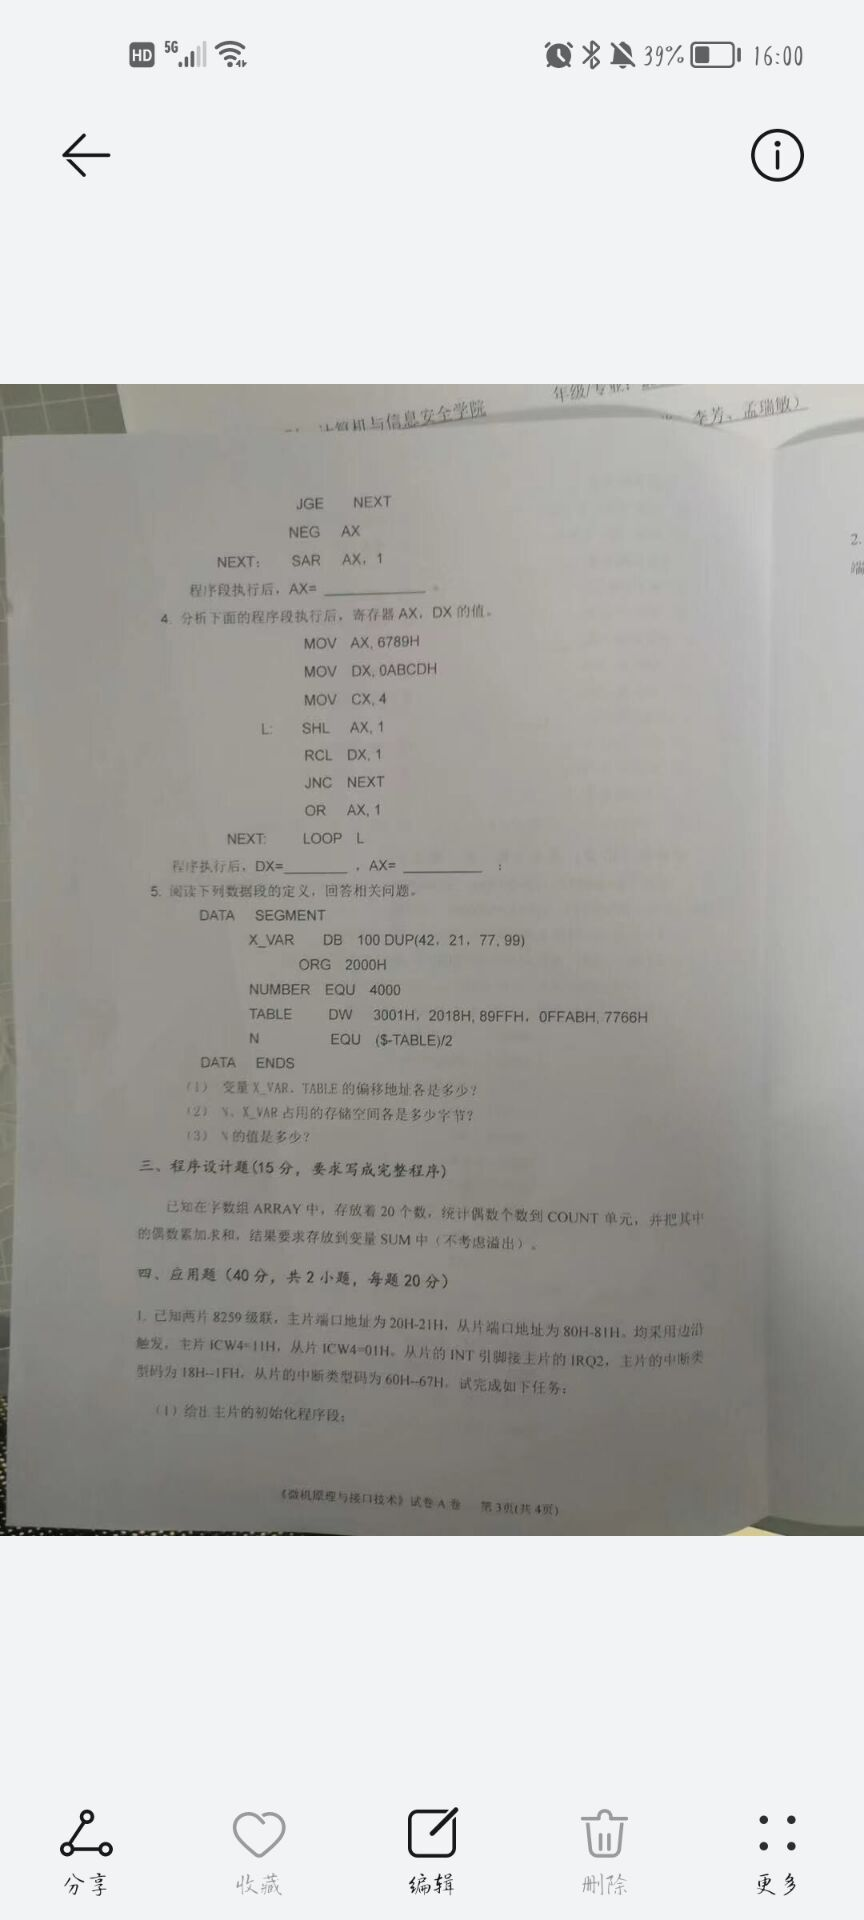 HD 5G 39% 16:00
年级/专业：
计算机与信息安全学院
李芳、孟瑞敏）
JGE NEXT
NEG AX
NEXT: SAR AX，1
程序段执行后，AX= 。
4. 分析下面的程序段执行后，寄存器 AX，DX 的值。
MOV AX, 6789H
MOV DX, 0ABCDH
MOV CX, 4
L: SHL AX, 1
RCL DX, 1
JNC NEXT
OR AX, 1
NEXT: LOOP L
程序执行后，DX=________ ，AX= ________ ；
5. 阅读下列数据段的定义，回答相关问题。
DATA SEGMENT
X_VAR DB 100 DUP(42，21，77, 99)
ORG 2000H
NUMBER EQU 4000
TABLE DW 3001H，2018H, 89FFH，0FFABH, 7766H
N EQU ($-TABLE)/2
DATA ENDS
（1） 变量 X_VAR、TABLE 的偏移地址各是多少？
（2） N、X_VAR 占用的存储空间各是多少字节？
（3） N 的值是多少？
三、程序设计题(15 分，要求写成完整程序)
已知在字数组 ARRAY 中，存放着 20 个数，统计偶数个数到 COUNT 单元，并把其中
的偶数累加求和，结果要求存放到变量 SUM 中（不考虑溢出）。
四、应用题（40 分，共 2 小题，每题 20 分）
1. 已知两片 8259 级联，主片端口地址为 20H-21H，从片端口地址为 80H-81H。均采用边沿
触发，主片 ICW4=11H，从片 ICW4=01H。从片的 INT 引脚接主片的 IRQ2，主片的中断类
型码为 18H--1FH，从片的中断类型码为 60H--67H。试完成如下任务：
（1）给出主片的初始化程序段；
《微机原理与接口技术》试卷 A 卷 第 3 页(共 4 页)
2.
端
分享 收藏 编辑 删除 更多